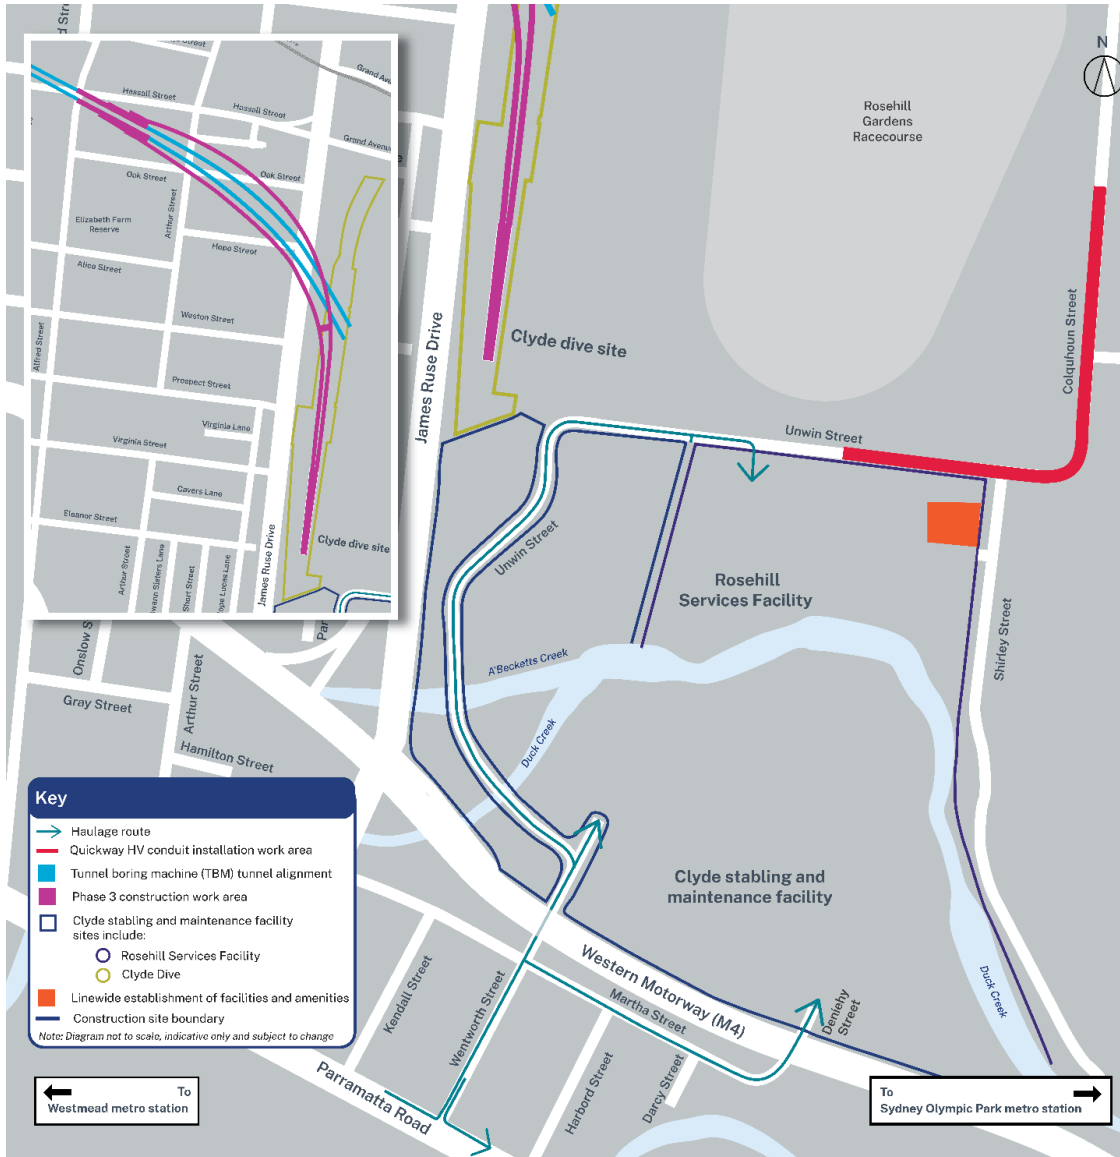 Hassall Street
Hassall Street
Grand Avenue
Oak Street
Oak Street
Arthur Street
Elizabeth Farm
Reserve
Hope Street
Alice Street
Weston Street
Alfred Street
Prospect Street
Virginia Lane
Virginia Street
Cavers Lane
Eleanor Street
Arthur Street
Short Street
James Ruse Drive
Clyde dive site
N
Rosehill
Gardens
Racecourse
James Ruse Drive
Clyde dive site
Colquhoun Street
Unwin Street
Unwin Street
Rosehill
Services Facility
Shirley Street
A'Becketts Creek
Duck Creek
Onslow S
Arthur Street
Gray Street
Hamilton Street
Clyde stabling and
maintenance facility
Western Motorway (M4)
Martha Street
Deniehy
Street
Duck Creek
Kendall Street
Wentworth Street
Harbord Street
Darcy Street
Parramatta Road
Key
Haulage route
Quickway HV conduit installation work area
Tunnel boring machine (TBM) tunnel alignment
Phase 3 construction work area
Clyde stabling and maintenance facility
sites include:
Rosehill Services Facility
Clyde Dive
Linewide establishment of facilities and amenities
Construction site boundary
Note: Diagram not to scale, indicative only and subject to change
To
Westmead metro station
To
Sydney Olympic Park metro station